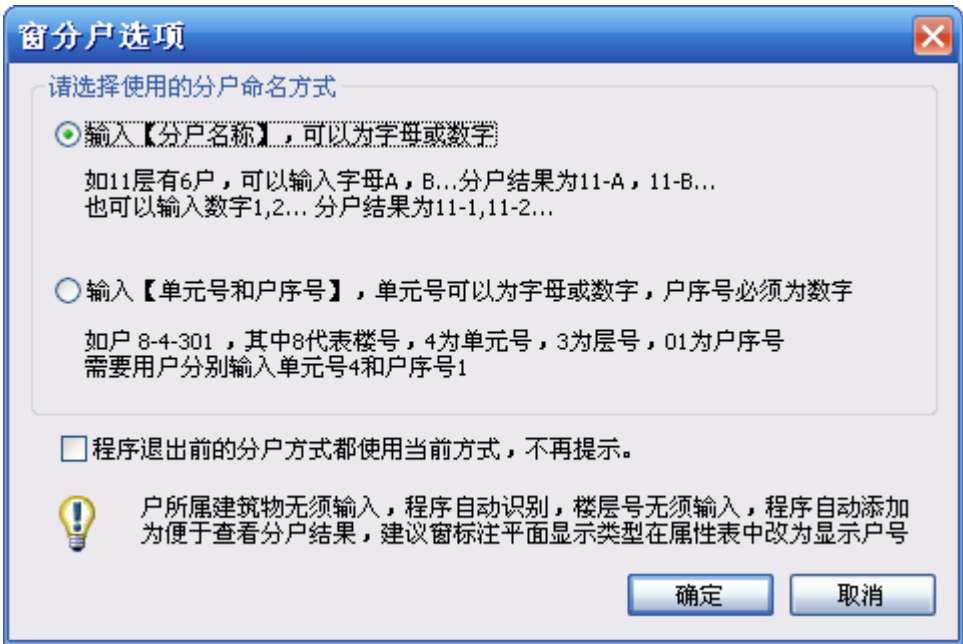 窗分户选项
请选择使用的分户命名方式
输入【分户名称】，可以为字母或数字
如11层有6户，可以输入字母A，B...分户结果为11-A，11-B...
也可以输入数字1,2... 分户结果为11-1,11-2...
输入【单元号和户序号】，单元号可以为字母或数字，户序号必须为数字
如户 8-4-301 ，其中8代表楼号，4为单元号，3为层号，01为户序号
需要用户分别输入单元号4和户序号1
程序退出前的分户方式都使用当前方式，不再提示。
户所属建筑物无须输入，程序自动识别，楼层号无须输入，程序自动添加
为便于查看分户结果，建议窗标注平面显示类型在属性表中改为显示户号
确定
取消